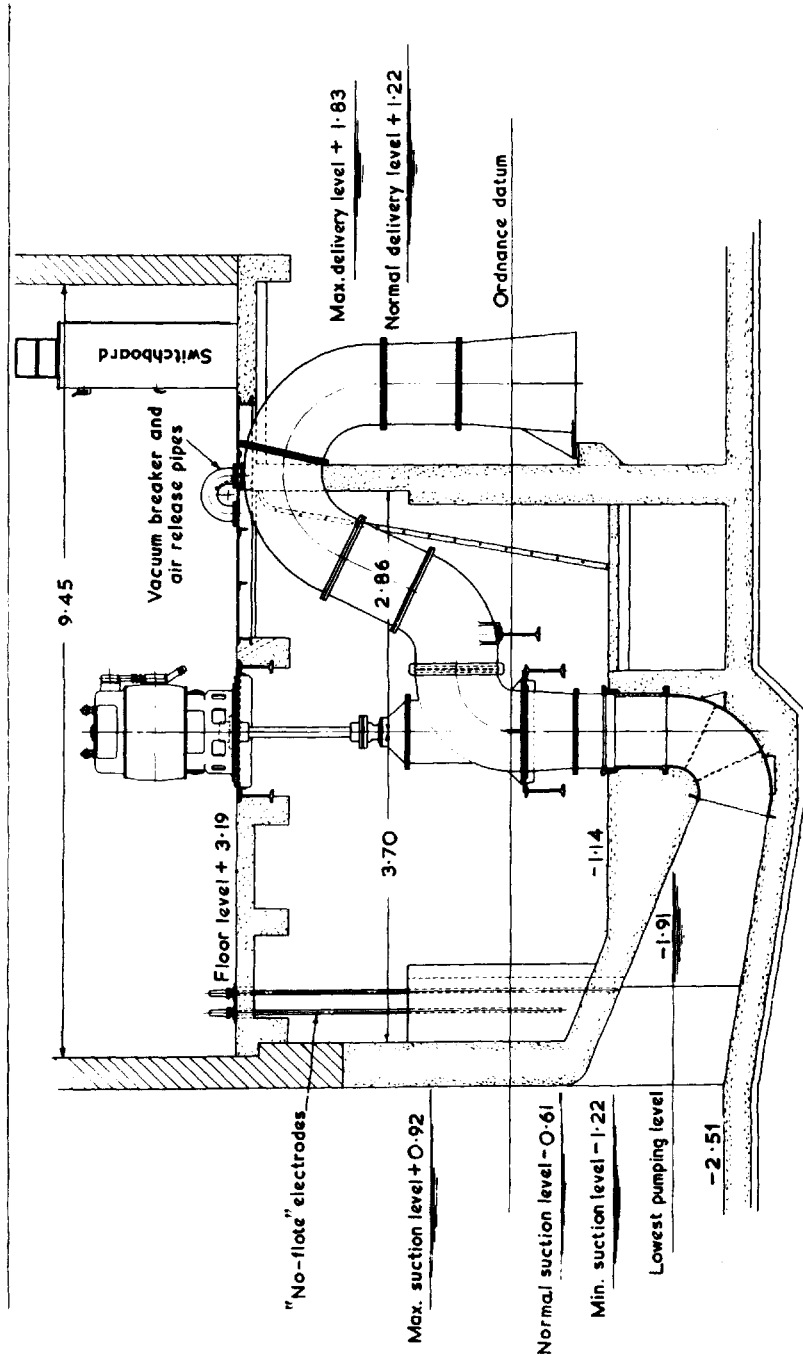 9·45
Switchboard
Vacuum breaker and
air release pipes
Floor level + 3·19
"No-flote" electrodes
Max. delivery level + 1·83
Normal delivery level + 1·22
2·86
3·70
Max. suction level + 0·92
Ordnance datum
Normal suction level - 0·61
-1·14
Min. suction level - 1·22
-1·91
Lowest pumping level
-2·51